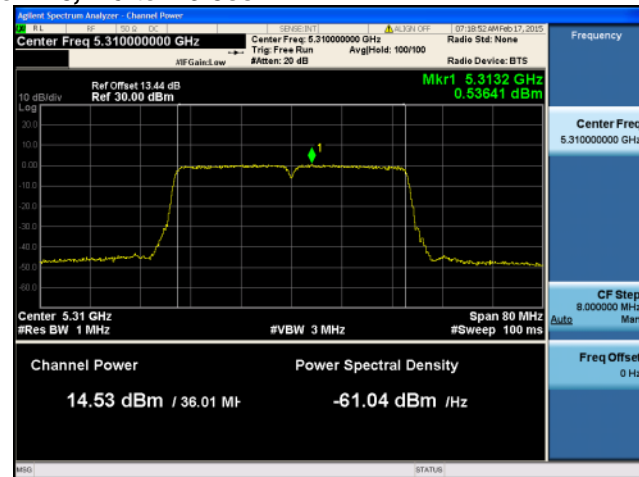 Agilent Spectrum Analyzer - Channel Power
RL RF 50 Ω DC SENSE:INT ALIGN OFF 07:18:52 AM Feb 17, 2015
Center Freq 5.310000000 GHz
Center Freq: 5.310000000 GHz
Radio Std: None
Trig: Free Run Avg|Hold: 100/100
#IFGain:Low #Atten: 20 dB Radio Device: BTS
Frequency
Ref Offset 13.44 dB
10 dB/div Ref 30.00 dBm
Mkr1 5.3132 GHz
0.53641 dBm
Log
20.0
10.0
0.00
-10.0
-20.0
-30.0
-40.0
-50.0
-60.0
1
Center Freq
5.310000000 GHz
Center 5.31 GHz Span 80 MHz
#Res BW 1 MHz #VBW 3 MHz #Sweep 100 ms
CF Step
8.000000 MHz
Auto Man
Channel Power Power Spectral Density
14.53 dBm / 36.01 MH -61.04 dBm /Hz
Freq Offset
0 Hz
MSG STATUS